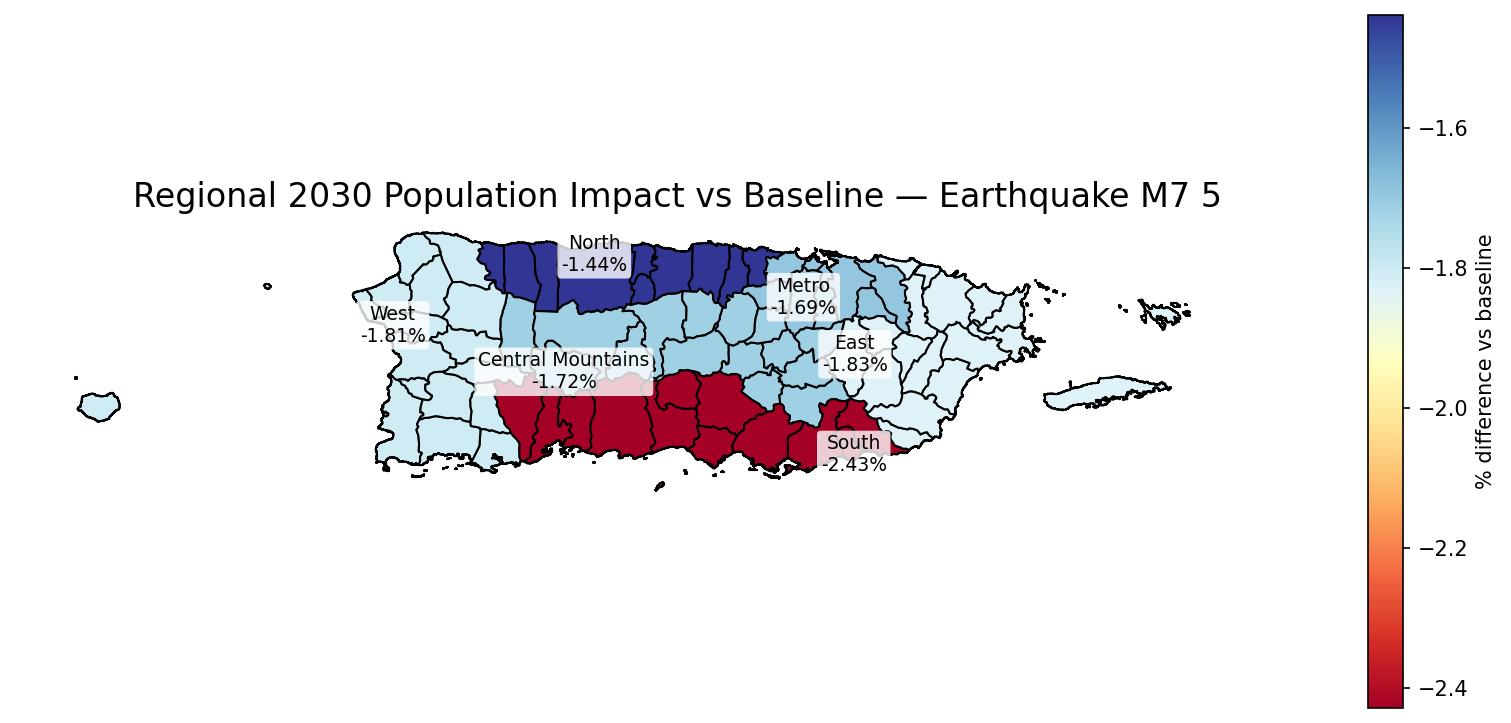 Regional 2030 Population Impact vs Baseline — Earthquake M7 5
North
-1.44%
Metro
-1.69%
West
-1.81%
East
-1.83%
Central Mountains
-1.72%
South
-2.43%
−1.6
−1.8
−2.0
−2.2
−2.4
% difference vs baseline